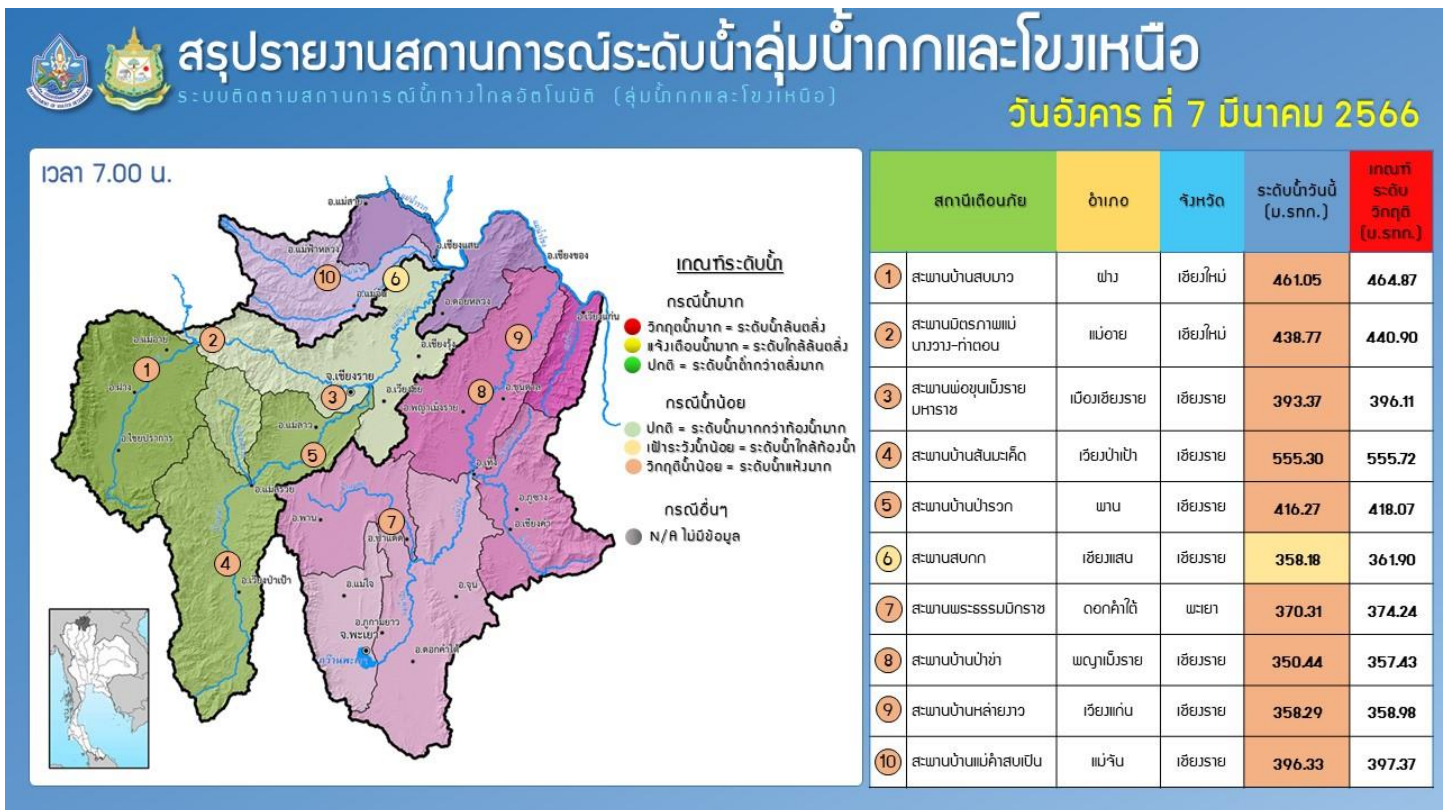 สรุปรายงานสถานการณ์ระดับน้ำลุ่มน้ำกกและโขงเหนือ
ระบบติดตามสถานการณ์น้ำทางไกลอัตโนมัติ (ลุ่มน้ำกกและโขงเหนือ)
วันอังคาร ที่ 7 มีนาคม 2566
เวลา 7.00 น.
อ.แม่สาย
อ.แม่ฟ้าหลวง
อ.เชียงแสน
อ.เชียงของ
10
6
อ.แม่จัน
อ.ดอยหลวง
อ.เวียงแก่น
9
อ.แม่อาย
2
อ.เชียงรุ้ง
1
จ.เชียงราย
อ.ฝาง
3
อ.เวียงชัย
8
อ.ขุนตาล
อ.พญาเม็งราย
อ.แม่ลาว
อ.ไชยปราการ
5
อ.เทิง
อ.แม่สรวย
อ.พาน
7
อ.ป่าแดด
อ.ภูซาง
อ.เชียงคำ
4
อ.เวียงป่าเป้า
อ.แม่ใจ
อ.จุน
อ.ภูกามยาว
จ.พะเยา
กว๊านพะเยา
อ.ดอกคำใต้
เกณฑ์ระดับน้ำ
กรณีน้ำมาก
วิกฤตน้ำมาก = ระดับน้ำล้นตลิ่ง
แจ้งเตือนน้ำมาก = ระดับใกล้ล้นตลิ่ง
ปกติ = ระดับน้ำต่ำกว่าตลิ่งมาก
กรณีน้ำน้อย
ปกติ = ระดับน้ำมากกว่าท้องน้ำมาก
เฝ้าระวังน้ำน้อย = ระดับน้ำใกล้ท้องน้ำ
วิกฤติน้ำน้อย = ระดับน้ำแห้งมาก
กรณีอื่นๆ
N/A ไม่มีข้อมูล
สถานีเตือนภัย อำเภอ จังหวัด ระดับน้ำวันนี้ (ม.รทก.) เกณฑ์ระดับวิกฤติ (ม.รทก.)
1 สะพานบ้านสบมาว ฝาง เชียงใหม่ 461.05 464.87
2 สะพานมิตรภาพแม่นางวาง-ท่าตอน แม่อาย เชียงใหม่ 438.77 440.90
3 สะพานพ่อขุนเม็งรายมหาราช เมืองเชียงราย เชียงราย 393.37 396.11
4 สะพานบ้านสันมะเค็ด เวียงป่าเป้า เชียงราย 555.30 555.72
5 สะพานบ้านป่ารวก พาน เชียงราย 416.27 418.07
6 สะพานสบกก เชียงแสน เชียงราย 358.18 361.90
7 สะพานพระธรรมมิกราช ดอกคำใต้ พะเยา 370.31 374.24
8 สะพานบ้านป่าข่า พญาเม็งราย เชียงราย 350.44 357.43
9 สะพานบ้านหล่ายงาว เวียงแก่น เชียงราย 358.29 358.98
10 สะพานบ้านแม่คำสบเปิน แม่จัน เชียงราย 396.33 397.37